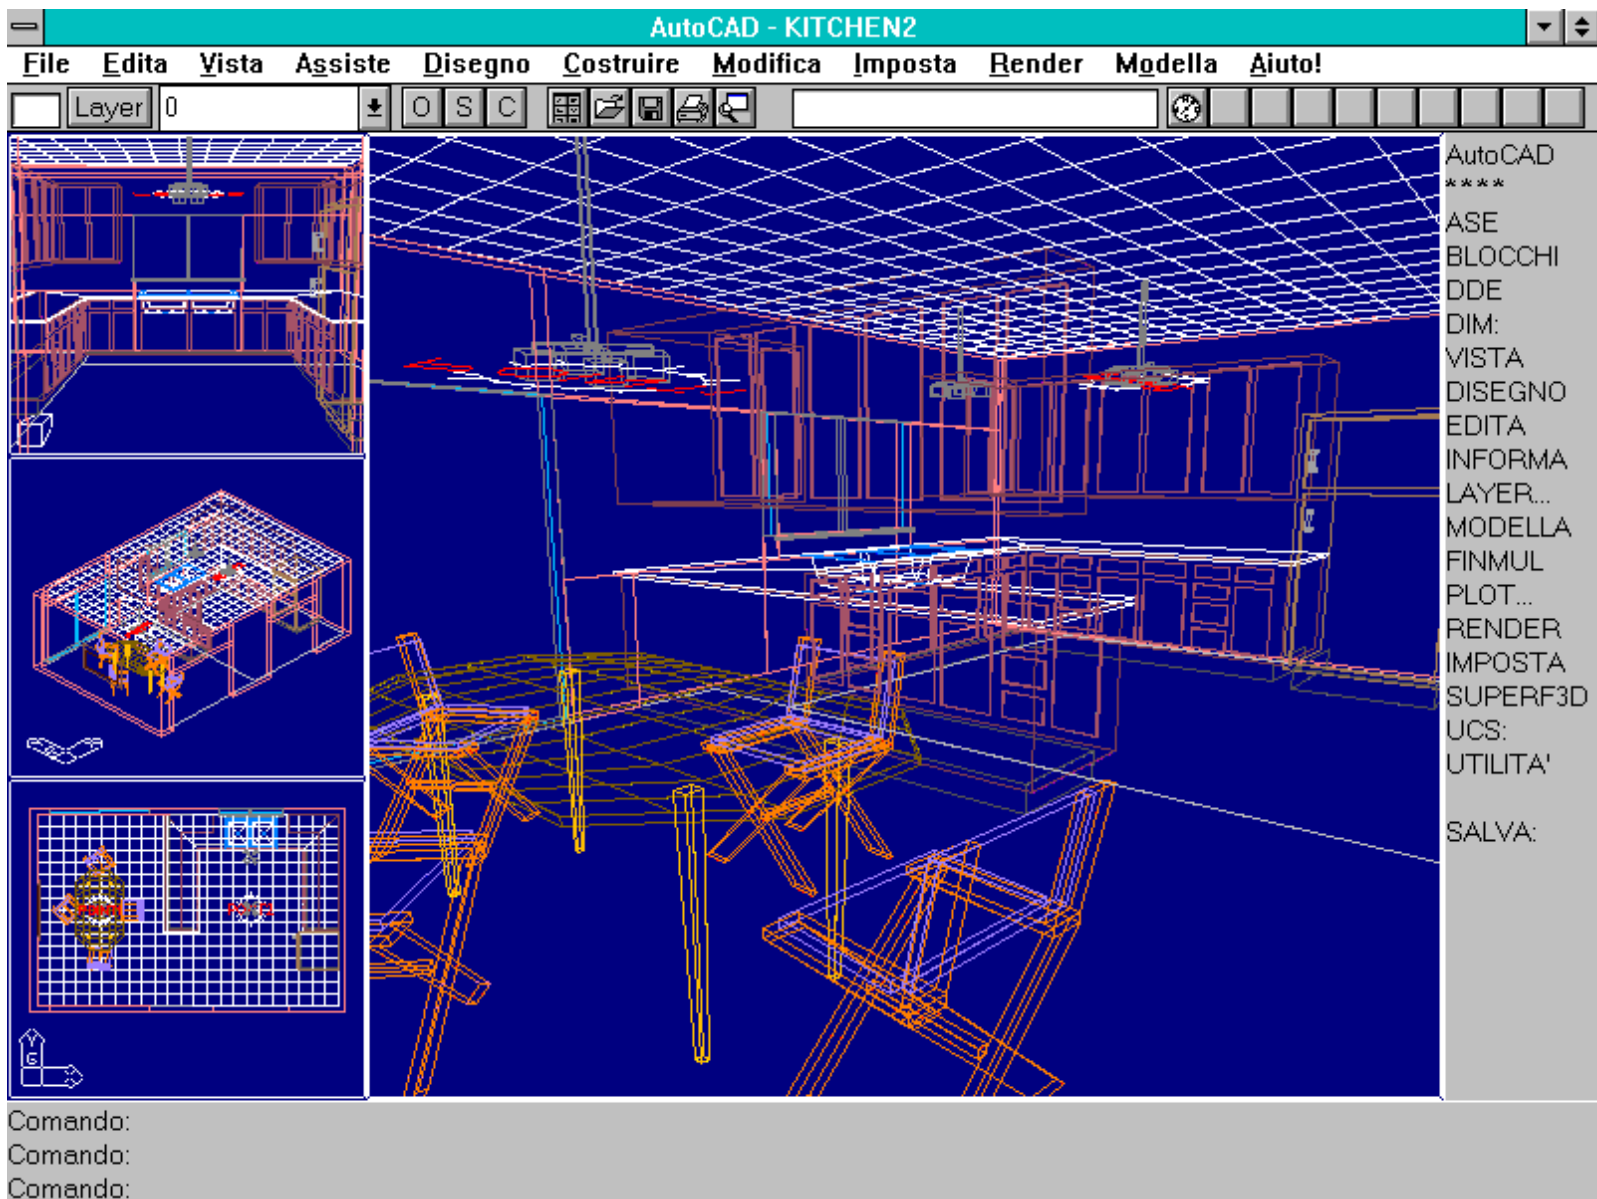 AutoCAD - KITCHEN2
File Edita Vista Assiste Disegno Costruire Modifica Imposta Render Modella Aiuto!
Layer 0 O S C
AutoCAD
****
ASE
BLOCCHI
DDE
DIM:
VISTA
DISEGNO
EDITA
INFORMA
LAYER...
MODELLA
FINMUL
PLOT...
RENDER
IMPOSTA
SUPERF3D
UCS:
UTILITA'
SALVA:
Y
G
Comando:
Comando:
Comando: